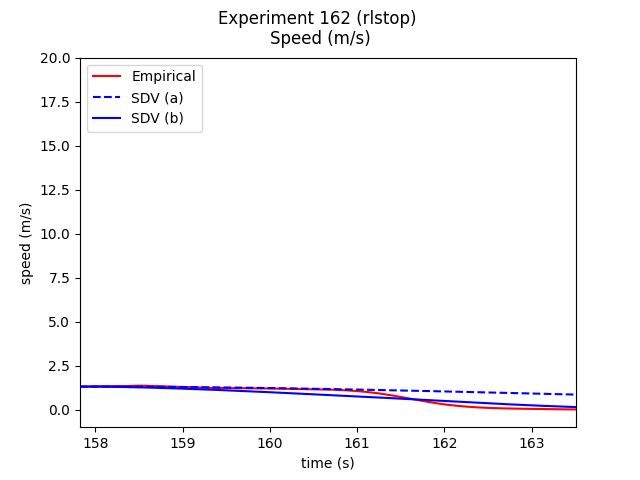 Experiment 162 (rlstop)
Speed (m/s)
Empirical
SDV (a)
SDV (b)
speed (m/s)
20.0
17.5
15.0
12.5
10.0
7.5
5.0
2.5
0.0
158
159
160
161
162
163
time (s)